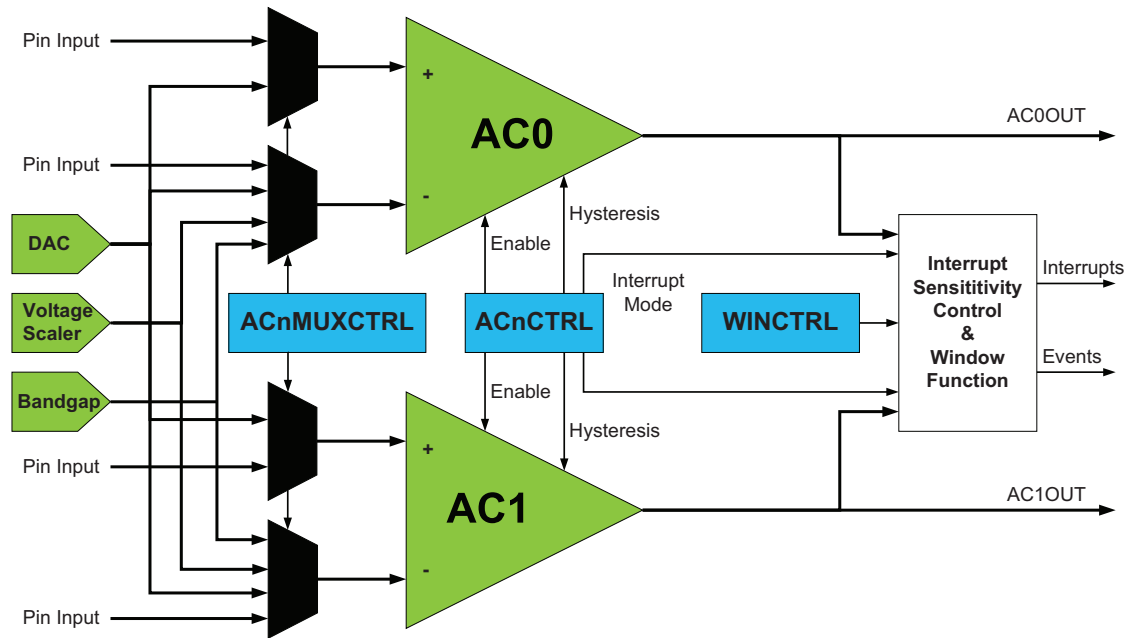 Pin Input
+
AC0
AC0OUT
Pin Input
-
Hysteresis
DAC
Enable
Interrupt
Sensititivity
Control
&
Window
Function
Interrupts
Interrupt
Mode
Voltage
Scaler
ACnMUXCTRL
ACnCTRL
WINCTRL
Events
Enable
Bandgap
Hysteresis
Pin Input
+
AC1
AC1OUT
-
Pin Input